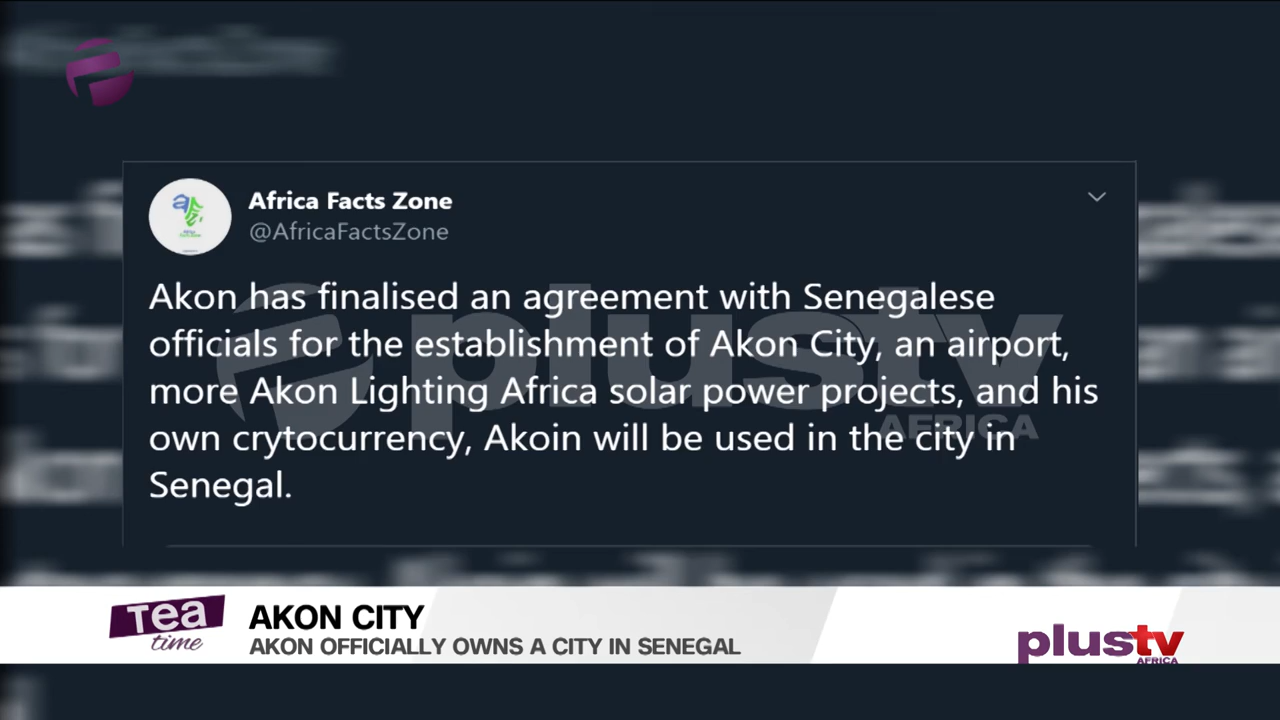 Africa Facts Zone
@AfricaFactsZone
Akon has finalised an agreement with Senegalese
officials for the establishment of Akon City, an airport,
more Akon Lighting Africa solar power projects, and his
own crytocurrency, Akoin will be used in the city in
Senegal.
plustv
AFRICA
Tea
time
AKON CITY
AKON OFFICIALLY OWNS A CITY IN SENEGAL
plustv
AFRICA